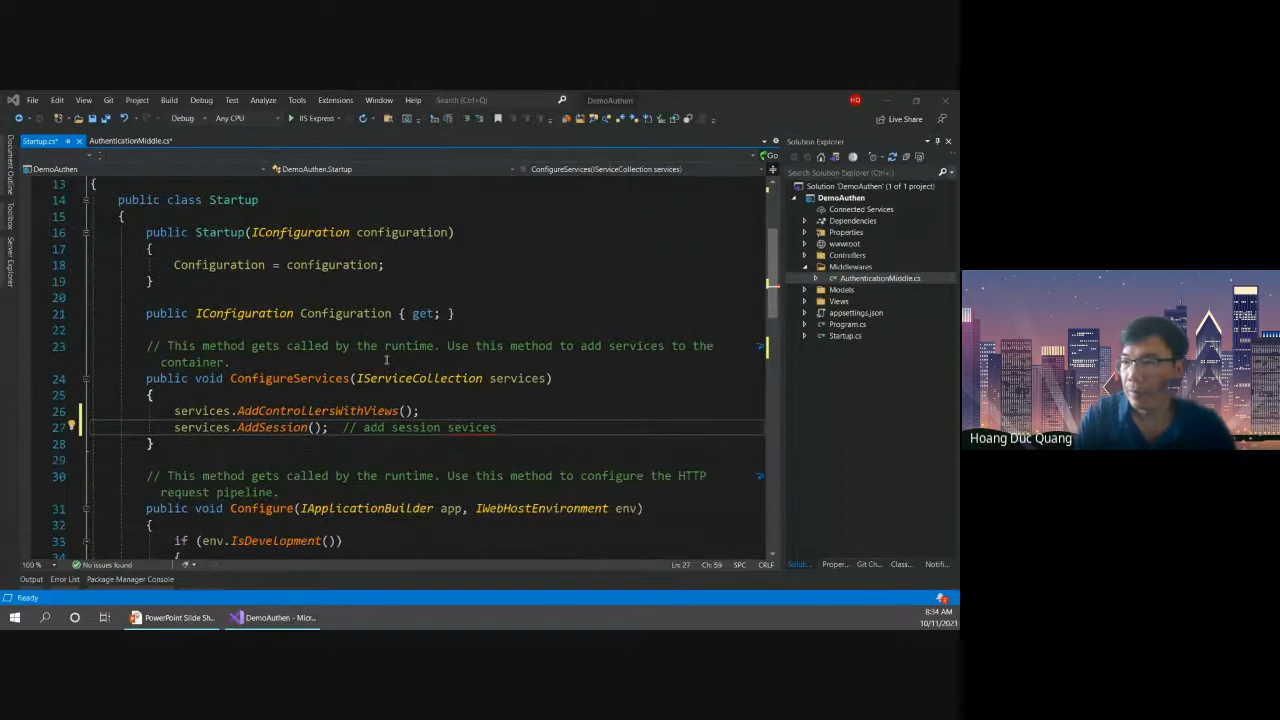 File Edit View Git Project Build Debug Test Analyze Tools Extensions Window Help Search (Ctrl+Q) DemoAuthen HQ
Debug Any CPU IIS Express Live Share
Startup.cs* AuthenticationMiddle.cs* Solution Explorer
Go
DemoAuthen DemoAuthen.Startup ConfigureServices(IServiceCollection services) Search Solution Explorer (Ctrl+;)
Document Outline
Toolbox
Server Explorer
13 {
14 public class Startup
15 {
16 public Startup(IConfiguration configuration)
17 {
18 Configuration = configuration;
19 }
20
21 public IConfiguration Configuration { get; }
22
23 // This method gets called by the runtime. Use this method to add services to the
container.
24 public void ConfigureServices(IServiceCollection services)
25 {
26 services.AddControllersWithViews();
27 services.AddSession(); // add session sevices
28 }
29
30 // This method gets called by the runtime. Use this method to configure the HTTP
request pipeline.
31 public void Configure(IApplicationBuilder app, IWebHostEnvironment env)
32 {
33 if (env.IsDevelopment())
34 {
Solution 'DemoAuthen' (1 of 1 project)
DemoAuthen
Connected Services
Dependencies
Properties
wwwroot
Controllers
Middlewares
AuthenticationMiddle.cs
Models
Views
appsettings.json
Program.cs
Startup.cs
100 % No issues found Ln: 27 Ch: 59 SPC CRLF Soluti... Proper... Git Ch... Class... Notifi...
Output Error List Package Manager Console
Ready
PowerPoint Slide Sh... DemoAuthen - Micr...
8:34 AM
10/11/2021
Hoang Duc Quang